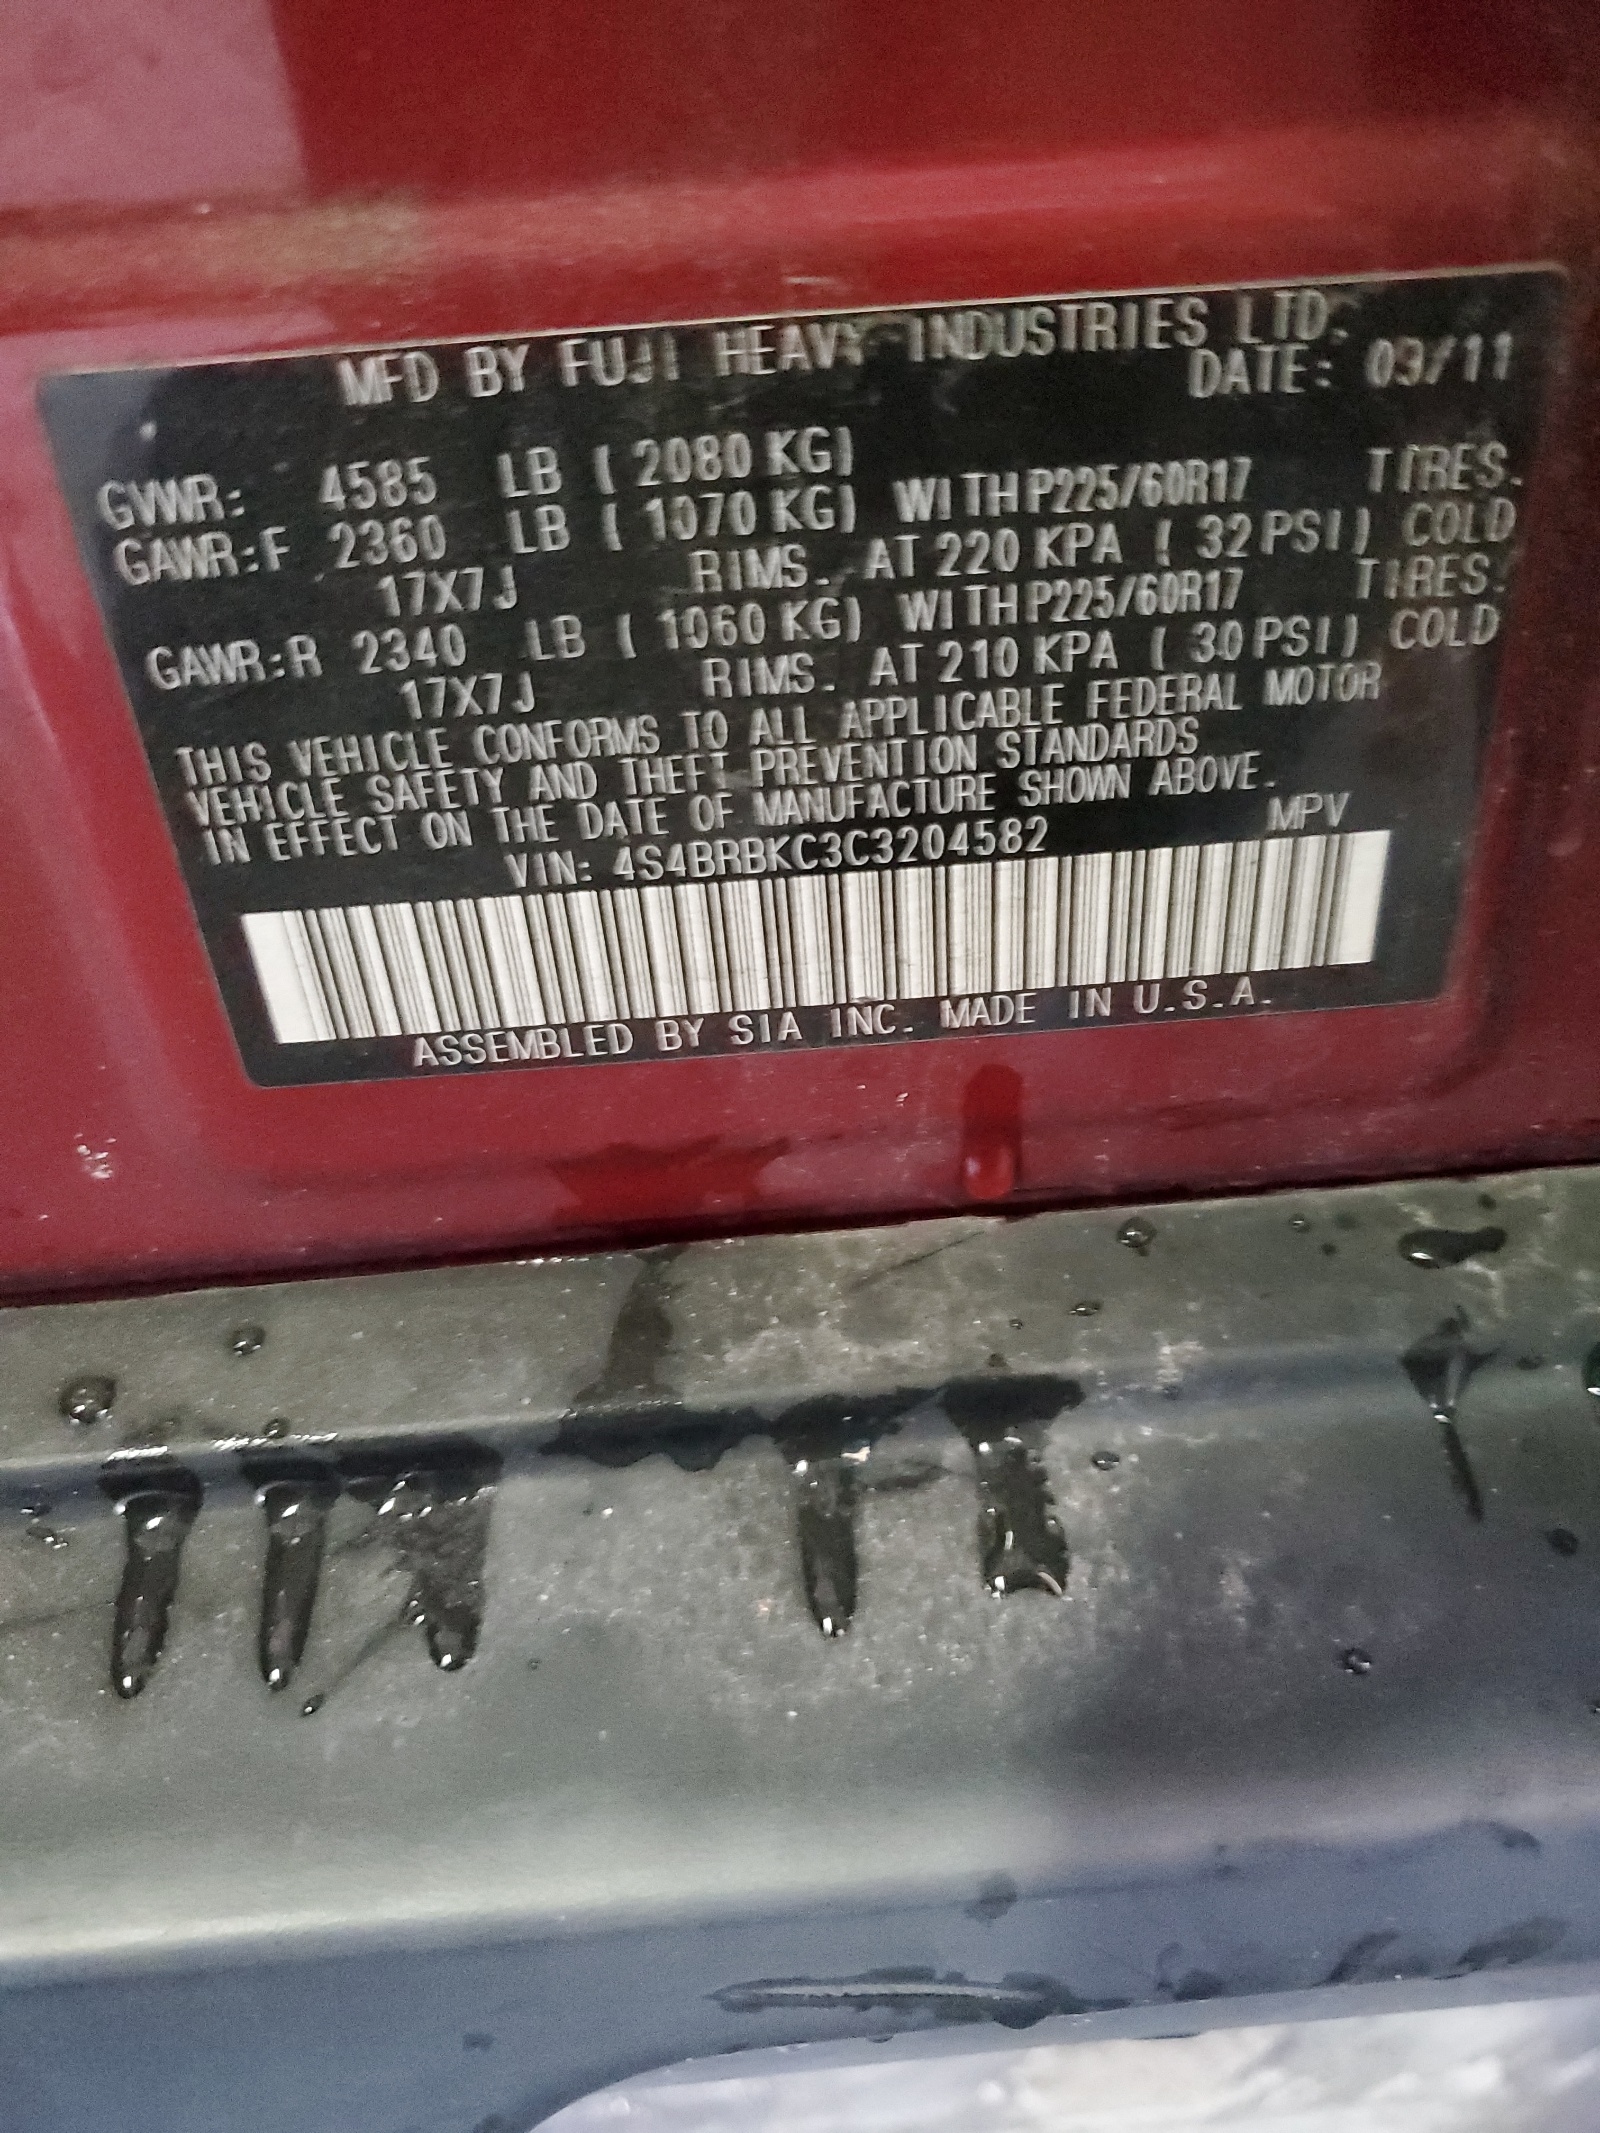 MFD BY FUJI HEAVY INDUSTRIES LTD.
DATE: 09/11
GVWR: 4585 LB ( 2080 KG)
GAWR:F 2360 LB ( 1070 KG) WITH P225/60R17 TIRES.
17X7J RIMS. AT 220 KPA ( 32 PSI) COLD
GAWR:R 2340 LB ( 1060 KG) WITH P225/60R17 TIRES.
17X7J RIMS. AT 210 KPA ( 30 PSI) COLD
THIS VEHICLE CONFORMS TO ALL APPLICABLE FEDERAL MOTOR
VEHICLE SAFETY AND THEFT PREVENTION STANDARDS
IN EFFECT ON THE DATE OF MANUFACTURE SHOWN ABOVE.
VIN: 4S4BRBKC3C3204582 MPV
ASSEMBLED BY SIA INC. MADE IN U.S.A.